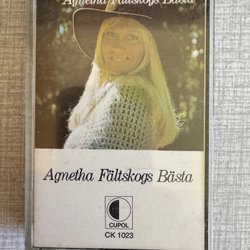 Agnetha Fältskogs Bästa
Agnetha Fältskogs Bästa
CUPOL
CK 1023